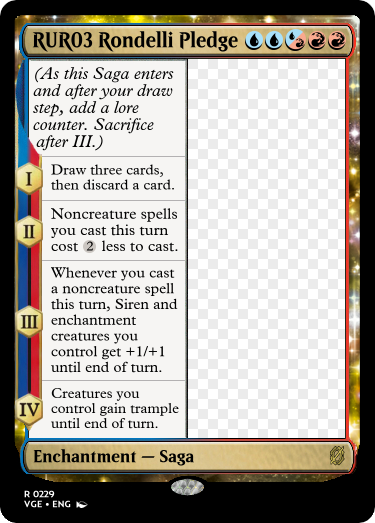 RUR03 Rondelli Pledge
(As this Saga enters
and after your draw
step, add a lore
counter. Sacrifice
after III.)
I
Draw three cards,
then discard a card.
II
Noncreature spells
you cast this turn
cost 2 less to cast.
III
Whenever you cast
a noncreature spell
this turn, Siren and
enchantment
creatures you
control get +1/+1
until end of turn.
IV
Creatures you
control gain trample
until end of turn.
Enchantment — Saga
R 0229
VGE • ENG